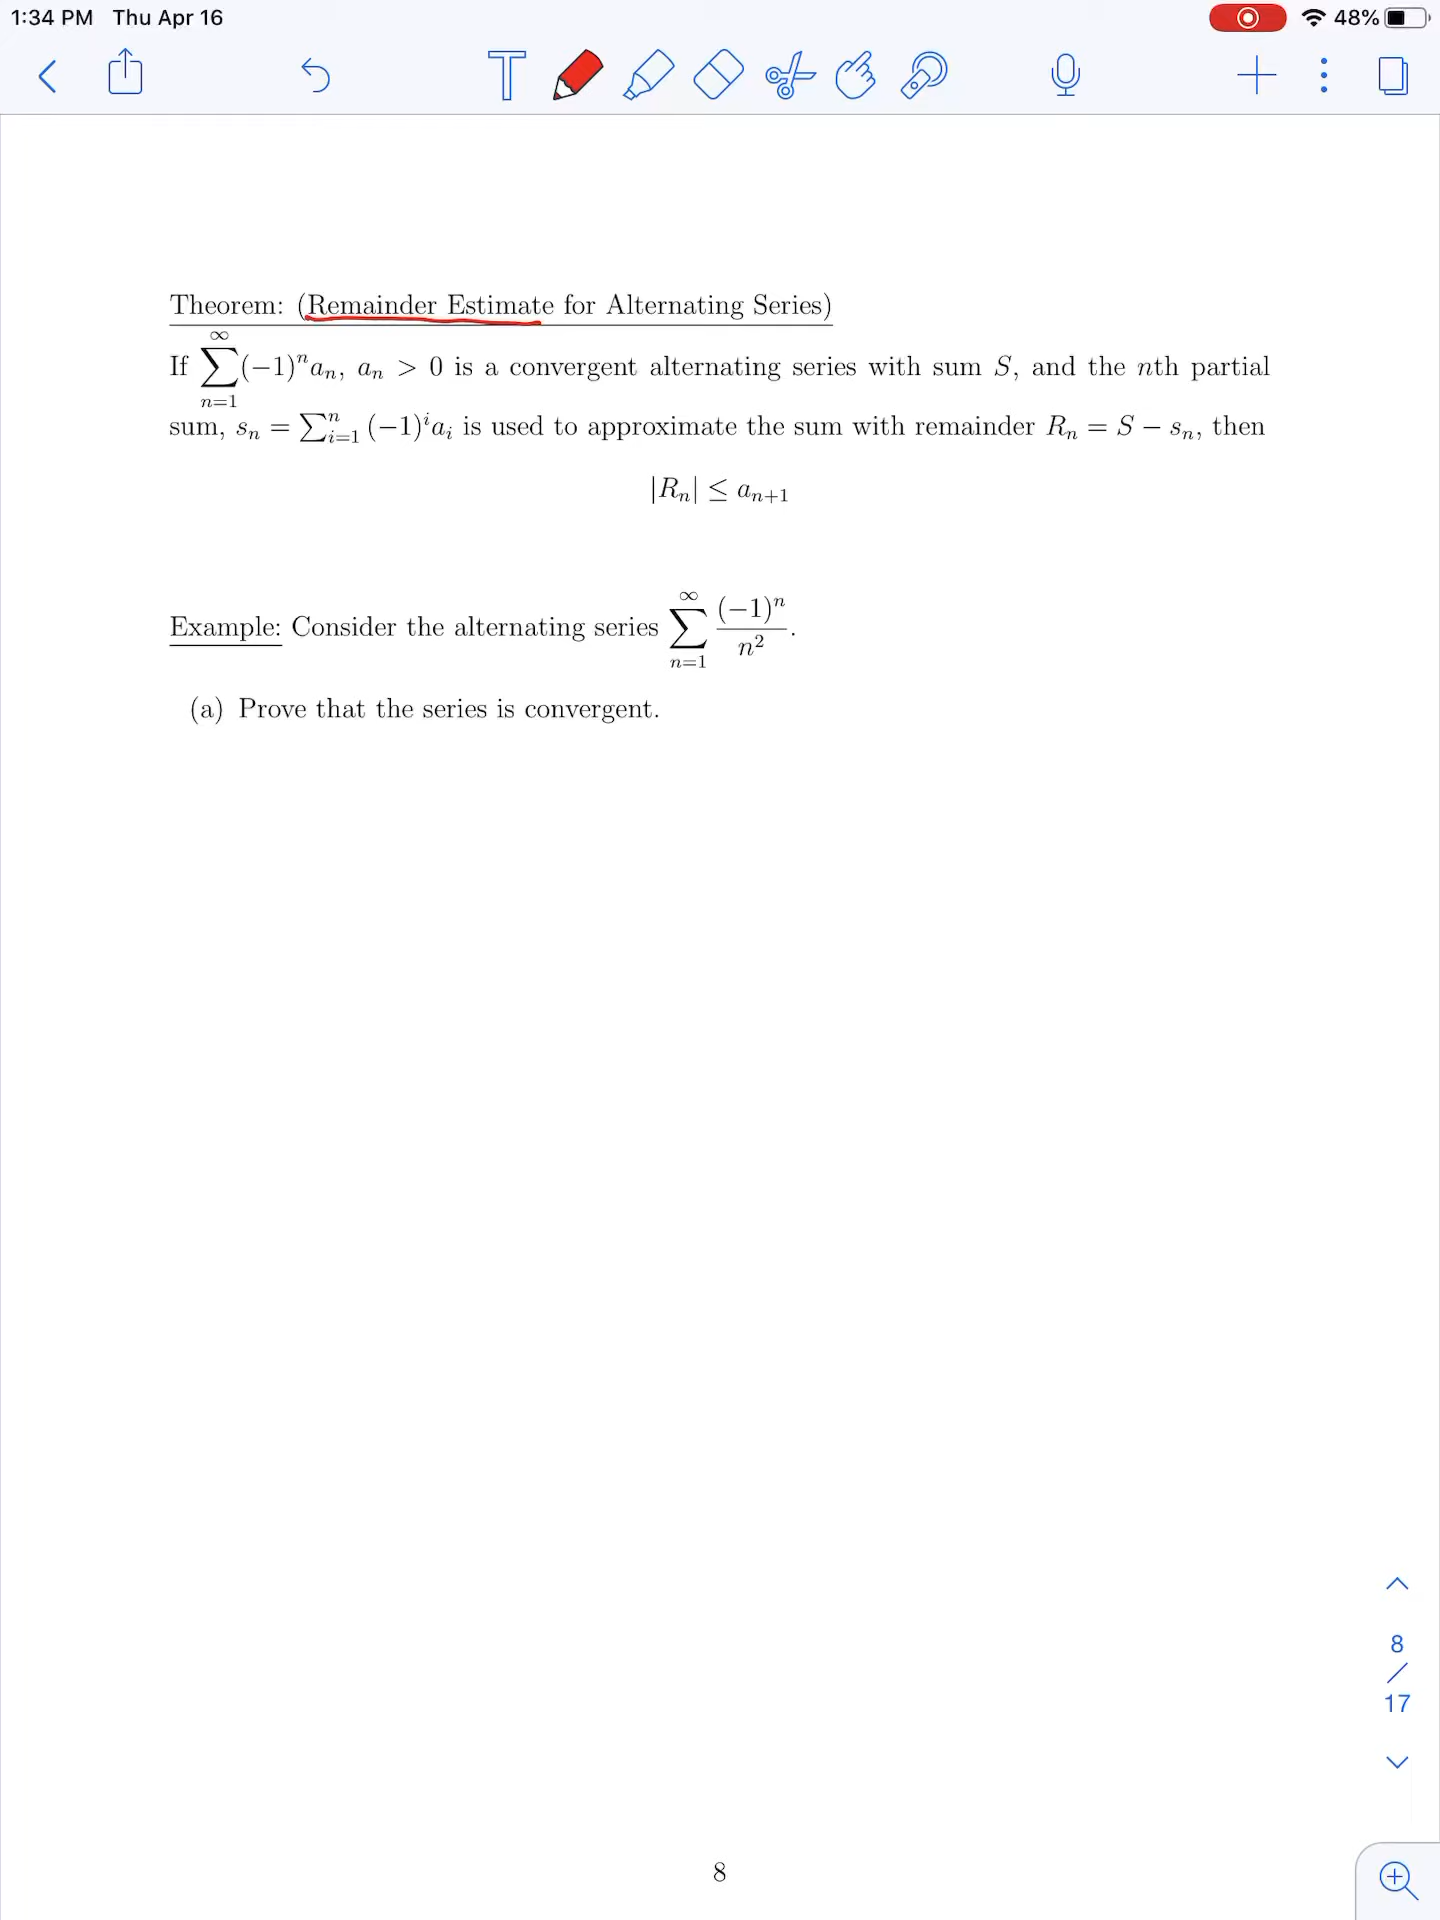 1:34 PM Thu Apr 16
48%
Theorem: (Remainder Estimate for Alternating Series)
If ∑_{n=1}^{∞} (−1)^n a_n, a_n > 0 is a convergent alternating series with sum S, and the nth partial
sum, s_n = ∑_{i=1}^{n} (−1)^i a_i is used to approximate the sum with remainder R_n = S − s_n, then
|R_n| ≤ a_{n+1}
Example: Consider the alternating series ∑_{n=1}^{∞} (−1)^n / n^2.
(a) Prove that the series is convergent.
8
/
17
8